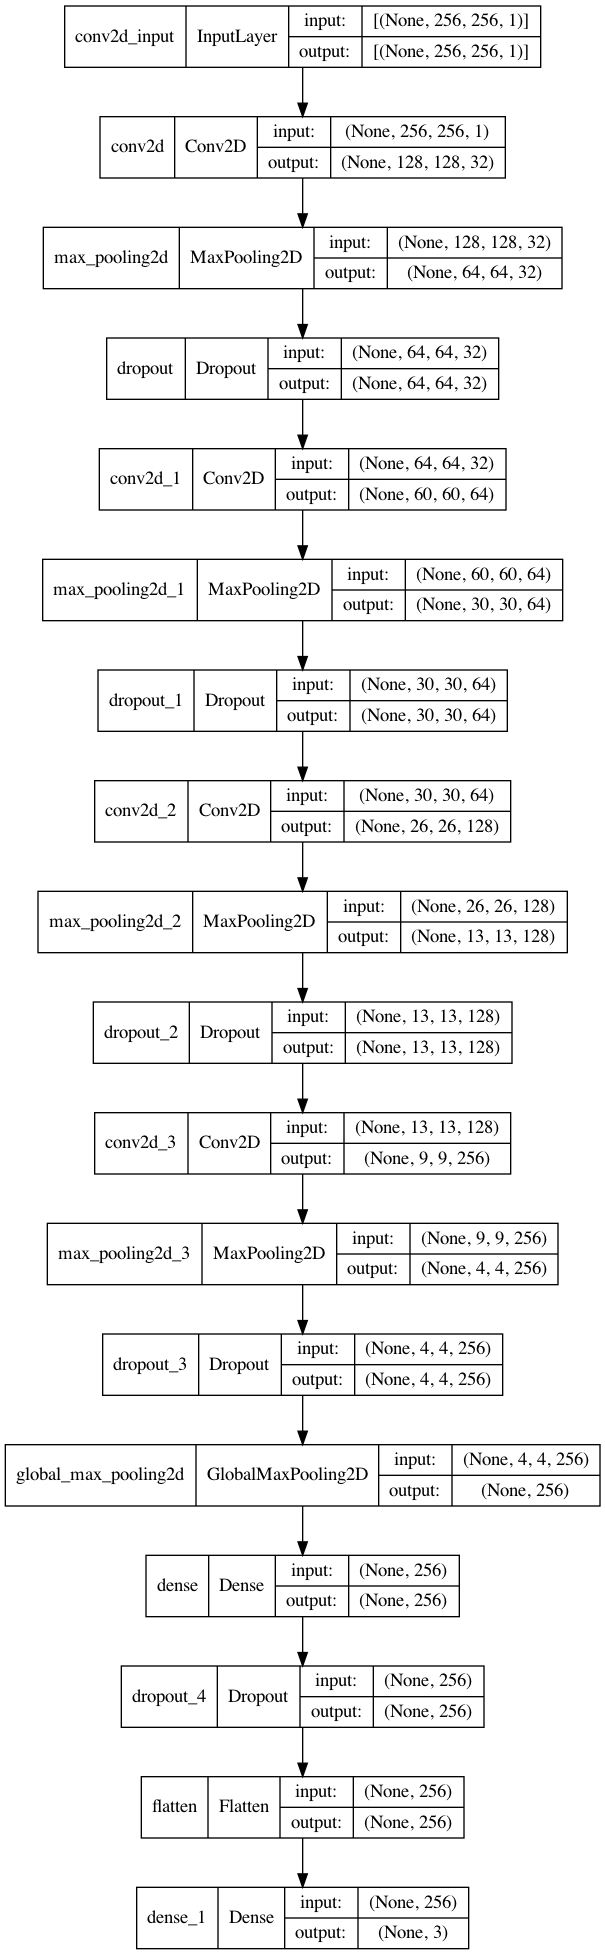 conv2d_input InputLayer input: [(None, 256, 256, 1)]
output: [(None, 256, 256, 1)]
conv2d Conv2D input: (None, 256, 256, 1)
output: (None, 128, 128, 32)
max_pooling2d MaxPooling2D input: (None, 128, 128, 32)
output: (None, 64, 64, 32)
dropout Dropout input: (None, 64, 64, 32)
output: (None, 64, 64, 32)
conv2d_1 Conv2D input: (None, 64, 64, 32)
output: (None, 60, 60, 64)
max_pooling2d_1 MaxPooling2D input: (None, 60, 60, 64)
output: (None, 30, 30, 64)
dropout_1 Dropout input: (None, 30, 30, 64)
output: (None, 30, 30, 64)
conv2d_2 Conv2D input: (None, 30, 30, 64)
output: (None, 26, 26, 128)
max_pooling2d_2 MaxPooling2D input: (None, 26, 26, 128)
output: (None, 13, 13, 128)
dropout_2 Dropout input: (None, 13, 13, 128)
output: (None, 13, 13, 128)
conv2d_3 Conv2D input: (None, 13, 13, 128)
output: (None, 9, 9, 256)
max_pooling2d_3 MaxPooling2D input: (None, 9, 9, 256)
output: (None, 4, 4, 256)
dropout_3 Dropout input: (None, 4, 4, 256)
output: (None, 4, 4, 256)
global_max_pooling2d GlobalMaxPooling2D input: (None, 4, 4, 256)
output: (None, 256)
dense Dense input: (None, 256)
output: (None, 256)
dropout_4 Dropout input: (None, 256)
output: (None, 256)
flatten Flatten input: (None, 256)
output: (None, 256)
dense_1 Dense input: (None, 256)
output: (None, 3)